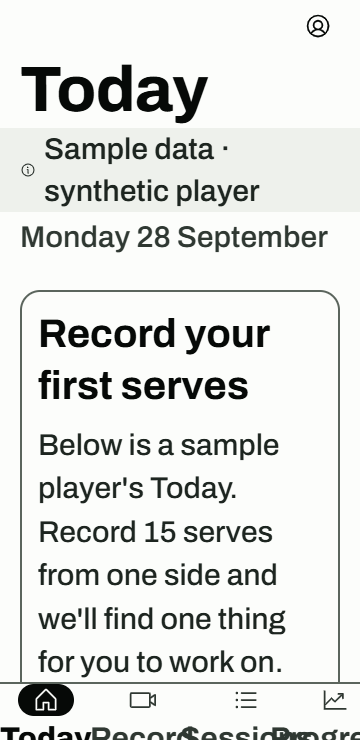 Today
Sample data ·
synthetic player
Monday 28 September
Record your
first serves
Below is a sample
player's Today.
Record 15 serves
from one side and
we'll find one thing
for you to work on.
Today Record